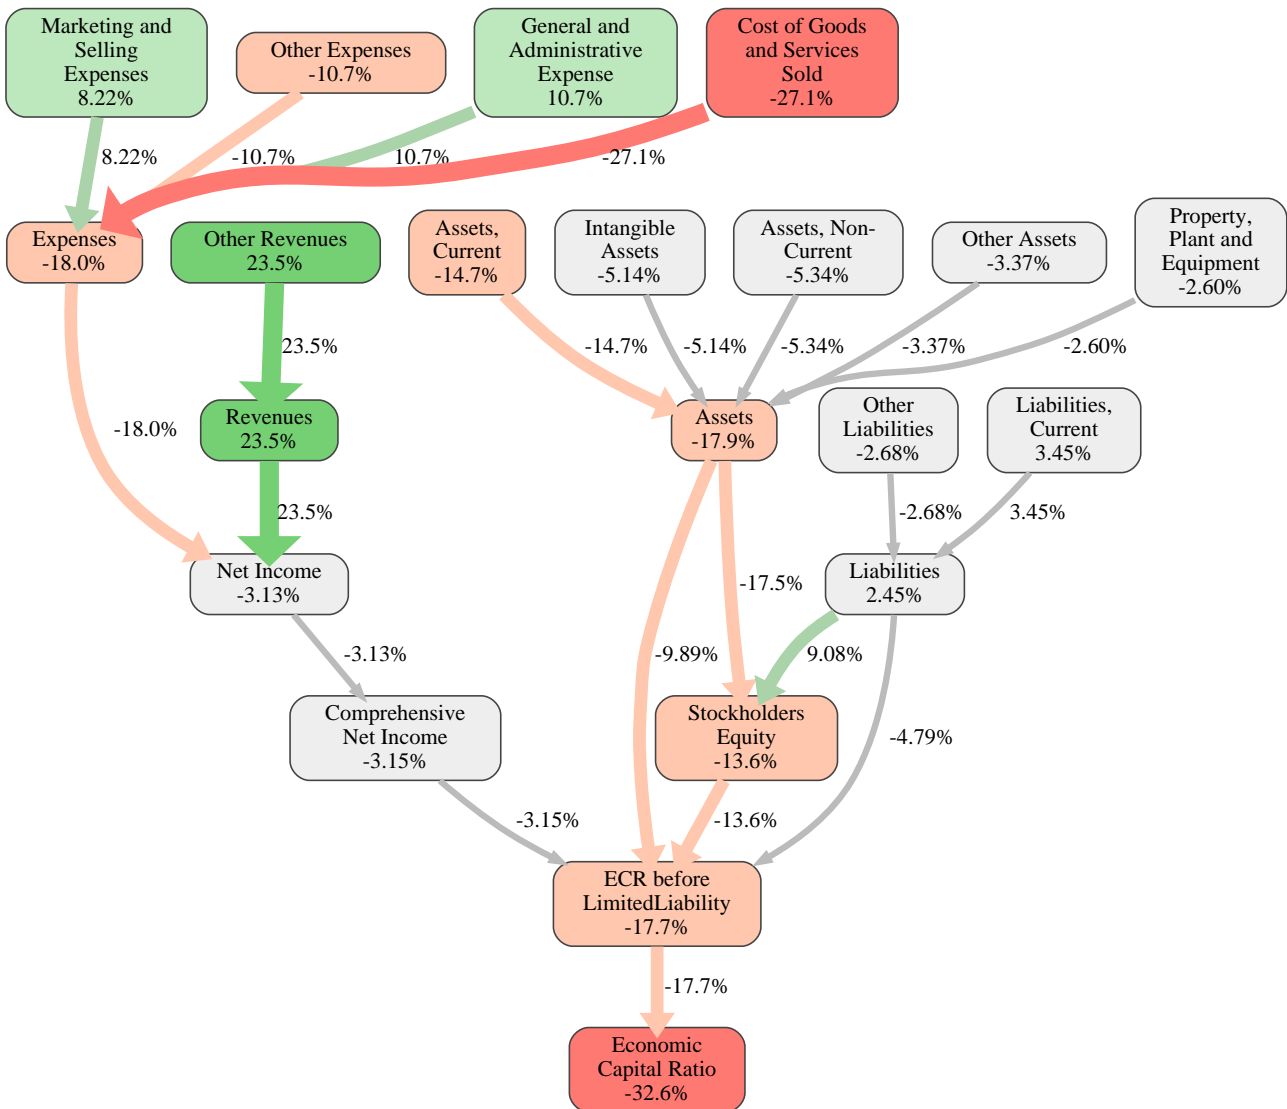 Marketing and
Selling
Expenses
8.22%
Other Expenses
-10.7%
General and
Administrative
Expense
10.7%
Cost of Goods
and Services
Sold
-27.1%
8.22%
-10.7%
10.7%
-27.1%
Expenses
-18.0%
Other Revenues
23.5%
Assets,
Current
-14.7%
Intangible
Assets
-5.14%
Assets, Non-
Current
-5.34%
Other Assets
-3.37%
Property,
Plant and
Equipment
-2.60%
23.5%
-14.7%
-5.14%
-5.34%
-3.37%
-2.60%
-18.0%
Revenues
23.5%
Assets
-17.9%
Other
Liabilities
-2.68%
Liabilities,
Current
3.45%
23.5%
-2.68%
3.45%
Net Income
-3.13%
-17.5%
Liabilities
2.45%
-3.13%
-9.89%
9.08%
Comprehensive
Net Income
-3.15%
Stockholders
Equity
-13.6%
-4.79%
-3.15%
-13.6%
ECR before
LimitedLiability
-17.7%
-17.7%
Economic
Capital Ratio
-32.6%